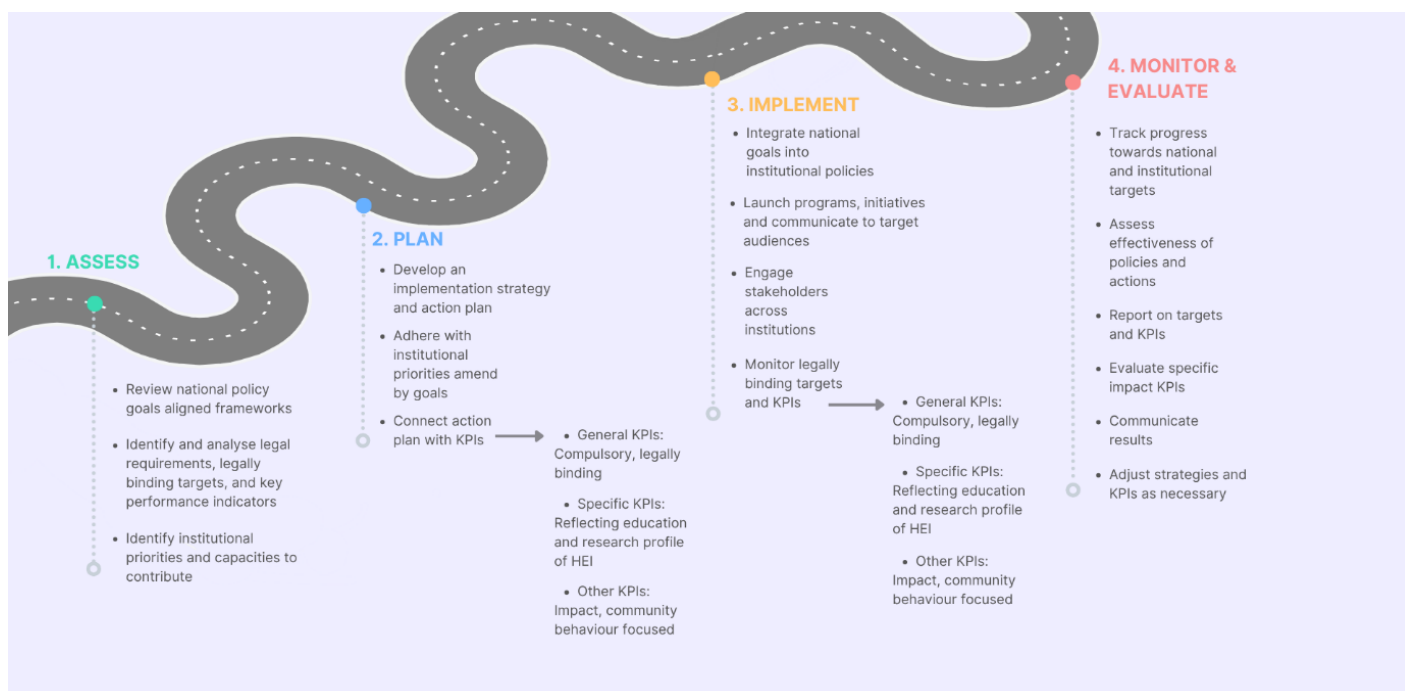 1. ASSESS
• Review national policy
goals aligned frameworks
• Identify and analyse legal
requirements, legally
binding targets, and key
performance indicators
• Identify institutional
priorities and capacities to
contribute
2. PLAN
• Develop an
implementation strategy
and action plan
• Adhere with
institutional
priorities amend
by goals
• Connect action
plan with KPIs
• General KPIs:
Compulsory, legally
binding
• Specific KPIs:
Reflecting education
and research profile
of HEI
• Other KPIs:
Impact, community
behaviour focused
3. IMPLEMENT
• Integrate national
goals into
institutional policies
• Launch programs, initiatives
and communicate to target
audiences
• Engage
stakeholders
across
institutions
• Monitor legally
binding targets
and KPIs
• General KPIs:
Compulsory, legally
binding
• Specific KPIs:
Reflecting education
and research profile
of HEI
• Other KPIs:
Impact, community
behaviour focused
4. MONITOR &
EVALUATE
• Track progress
towards national
and institutional
targets
• Assess
effectiveness of
policies and
actions
• Report on targets
and KPIs
• Evaluate specific
impact KPIs
• Communicate
results
• Adjust strategies and
KPIs as necessary